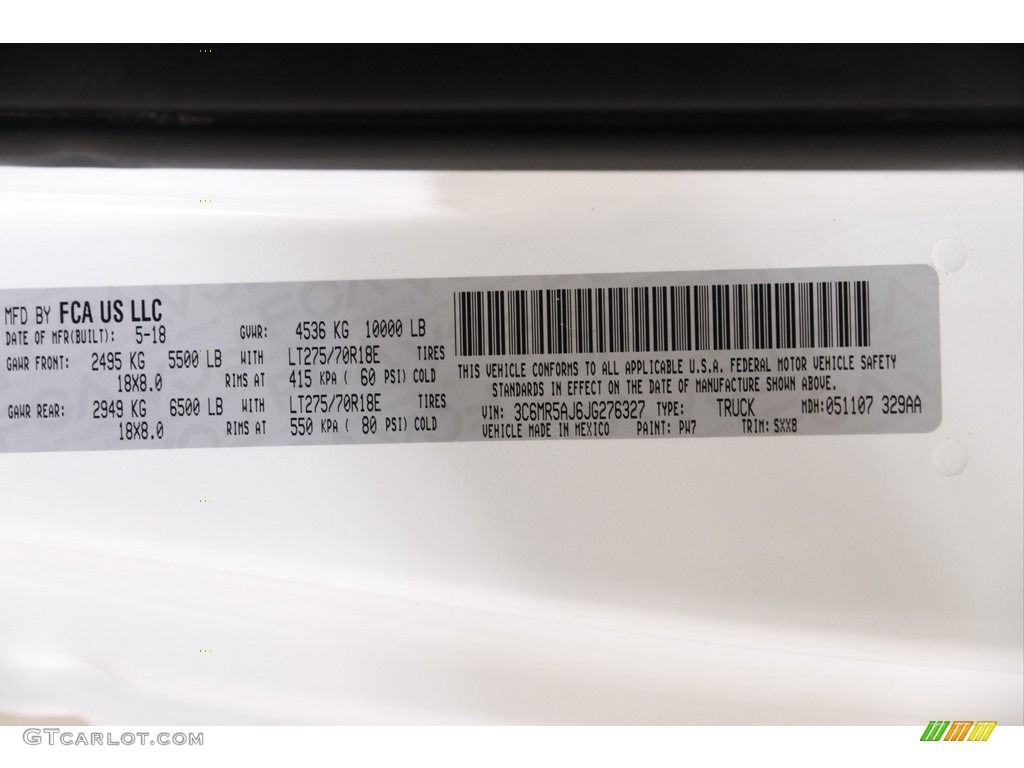 MFD BY FCA US LLC
DATE OF MFR(BUILT): 5-18 GVWR: 4536 KG 10000 LB
GAWR FRONT: 2495 KG 5500 LB WITH LT275/70R18E TIRES
18X8.0 RIMS AT 415 KPA ( 60 PSI) COLD
GAWR REAR: 2949 KG 6500 LB WITH LT275/70R18E TIRES
18X8.0 RIMS AT 550 KPA ( 80 PSI) COLD
THIS VEHICLE CONFORMS TO ALL APPLICABLE U.S.A. FEDERAL MOTOR VEHICLE SAFETY
STANDARDS IN EFFECT ON THE DATE OF MANUFACTURE SHOWN ABOVE.
VIN: 3C6MR5AJ6JG276327 TYPE: TRUCK MDH: 051107 329AA
VEHICLE MADE IN MEXICO PAINT: PW7 TRIM: SXX8
GTCarLot.com